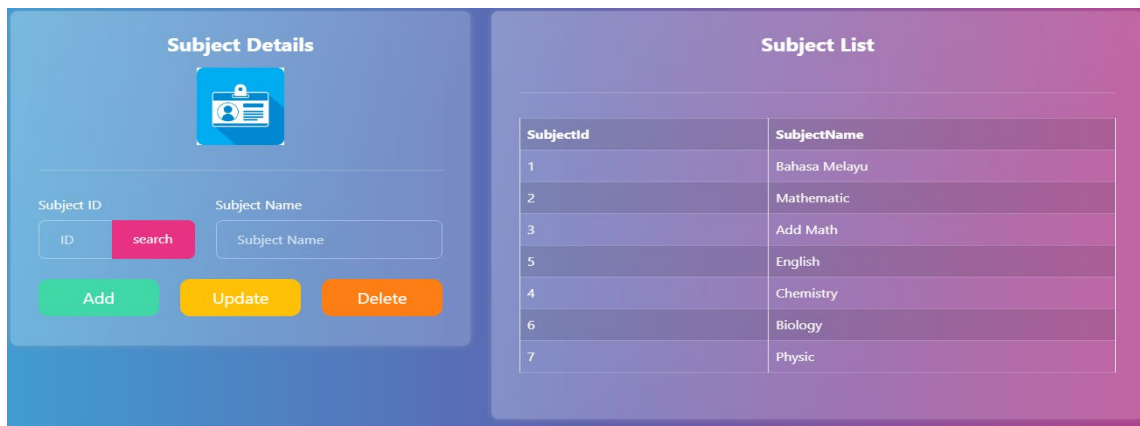 Subject Details
Subject ID Subject Name
ID search Subject Name
Add Update Delete
Subject List
SubjectId SubjectName
1 Bahasa Melayu
2 Mathematic
3 Add Math
5 English
4 Chemistry
6 Biology
7 Physic